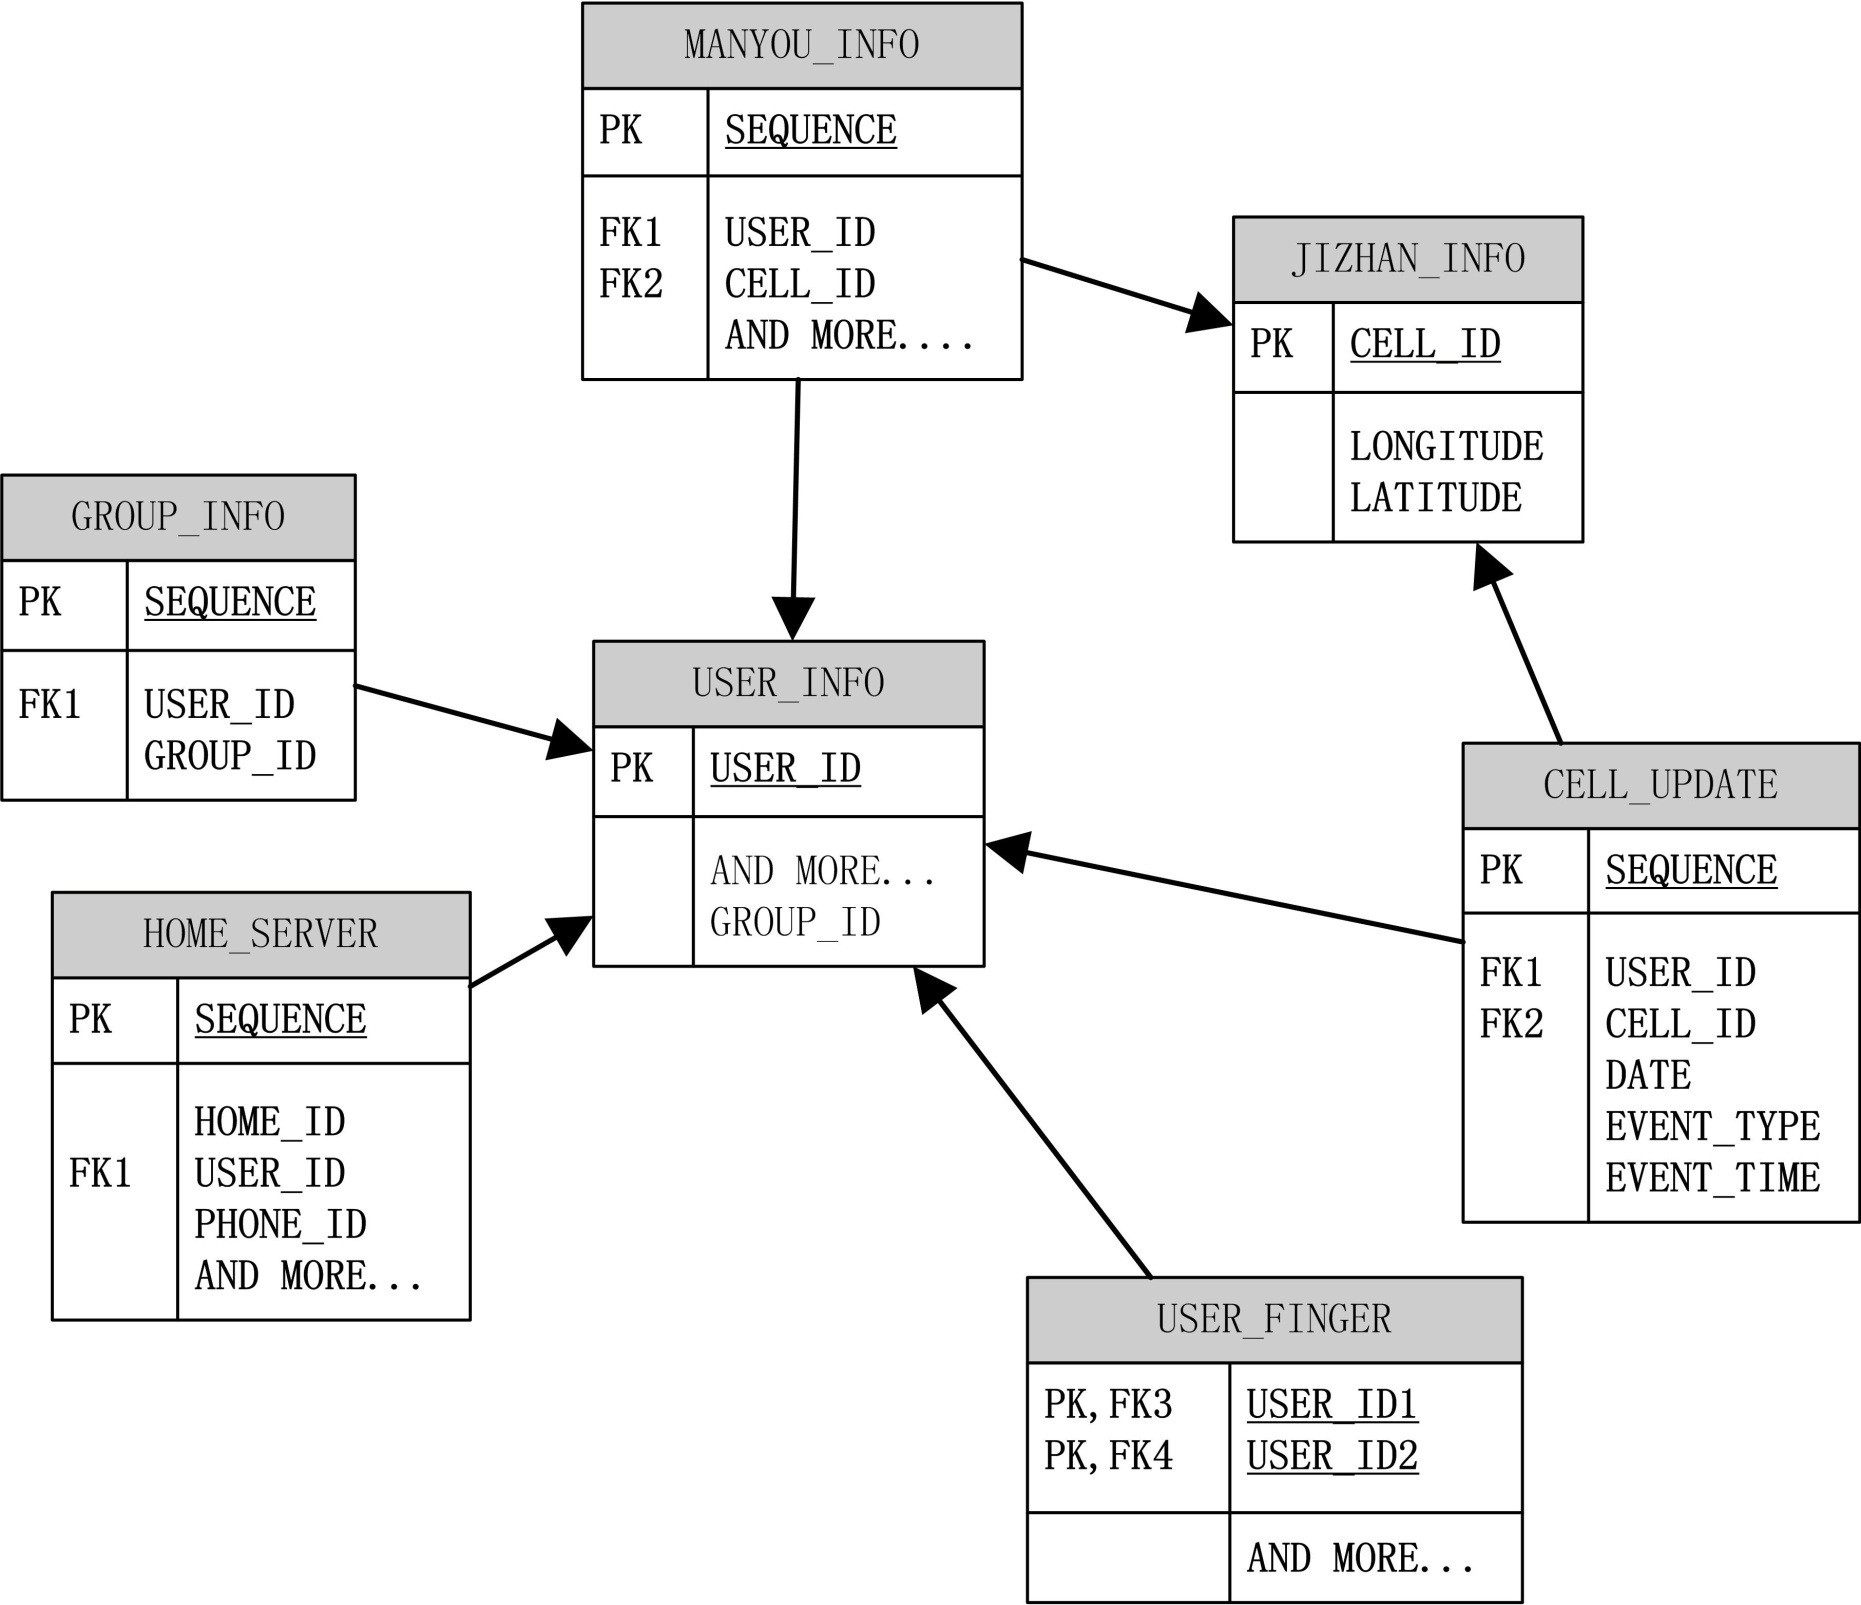 MANYOU_INFO
PK SEQUENCE
FK1 USER_ID
FK2 CELL_ID
AND MORE....
JIZHAN_INFO
PK CELL_ID
LONGITUDE
LATITUDE
GROUP_INFO
PK SEQUENCE
FK1 USER_ID
GROUP_ID
USER_INFO
PK USER_ID
AND MORE...
GROUP_ID
CELL_UPDATE
PK SEQUENCE
FK1 USER_ID
FK2 CELL_ID
DATE
EVENT_TYPE
EVENT_TIME
HOME_SERVER
PK SEQUENCE
HOME_ID
FK1 USER_ID
PHONE_ID
AND MORE...
USER_FINGER
PK,FK3 USER_ID1
PK,FK4 USER_ID2
AND MORE...